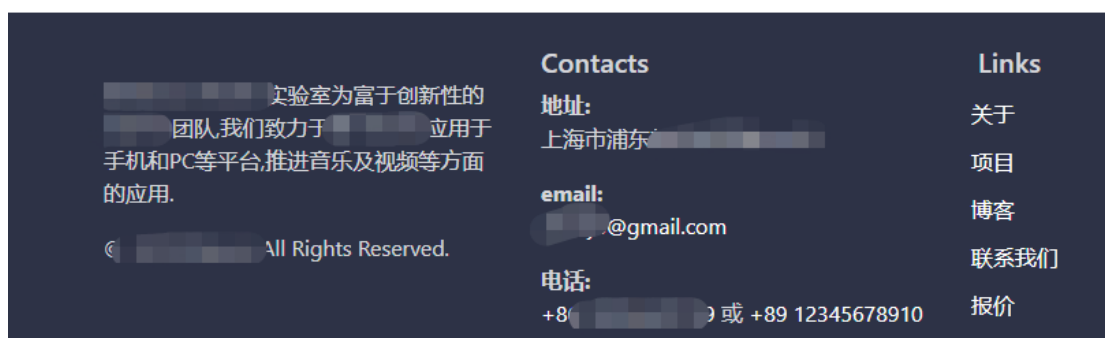 实验室为富于创新性的
团队,我们致力于 应用于
手机和PC等平台,推进音乐及视频等方面
的应用.
© All Rights Reserved.
Contacts
地址:
上海市浦东
email:
@gmail.com
电话:
+8 9 或 +89 12345678910
Links
关于
项目
博客
联系我们
报价